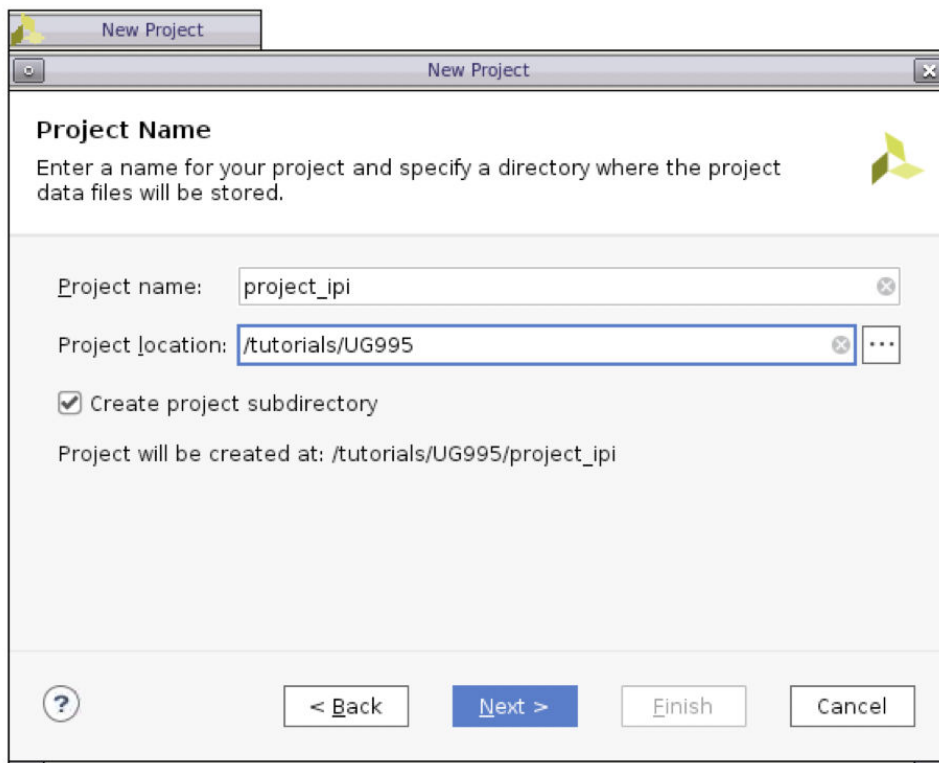 New Project
New Project
Project Name
Enter a name for your project and specify a directory where the project
data files will be stored.
Project name: project_ipi
Project location: /tutorials/UG995 ...
Create project subdirectory
Project will be created at: /tutorials/UG995/project_ipi
? < Back Next > Finish Cancel